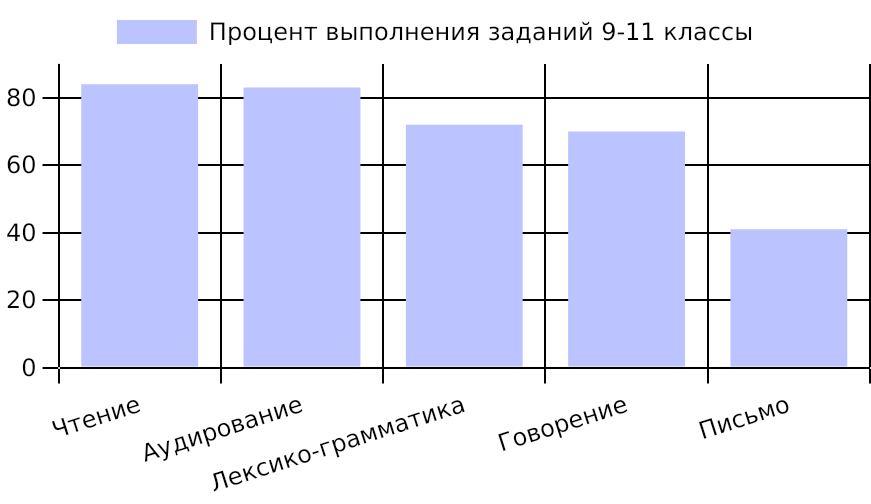 Процент выполнения заданий 9-11 классы
80
60
40
20
0
Чтение
Аудирование
Лексико-грамматика
Говорение
Письмо